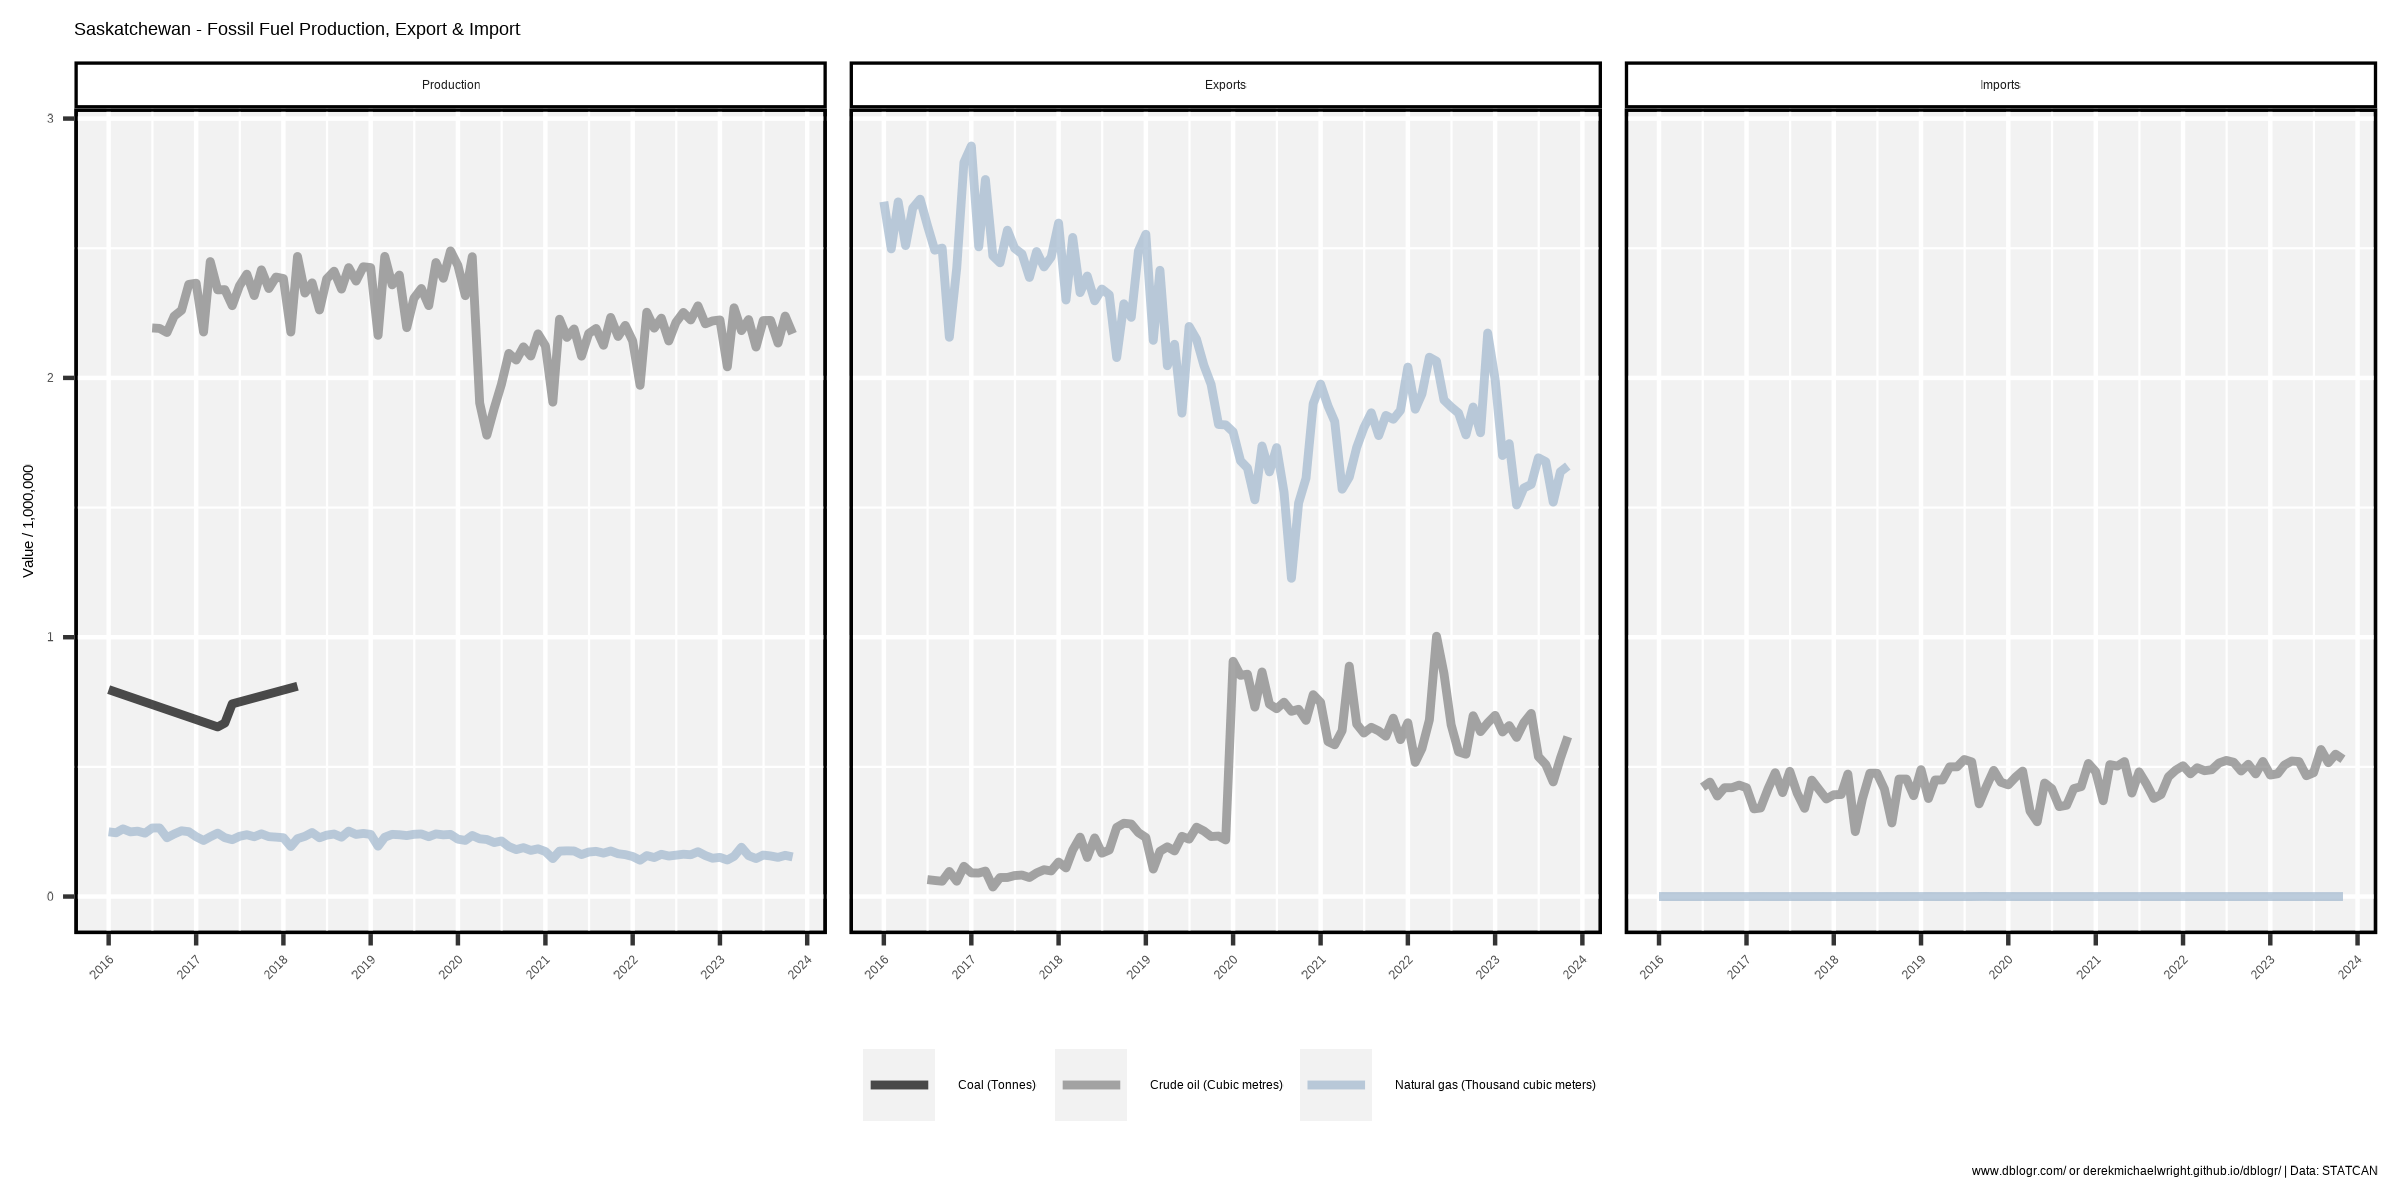 Saskatchewan - Fossil Fuel Production, Export & Import
Production
Exports
Imports
Value / 1,000,000
3
2
1
0
2016 2017 2018 2019 2020 2021 2022 2023 2024
2016 2017 2018 2019 2020 2021 2022 2023 2024
2016 2017 2018 2019 2020 2021 2022 2023 2024
Coal (Tonnes)
Crude oil (Cubic metres)
Natural gas (Thousand cubic meters)
www.dblogr.com/ or derekmichaelwright.github.io/dblogr/ | Data: STATCAN